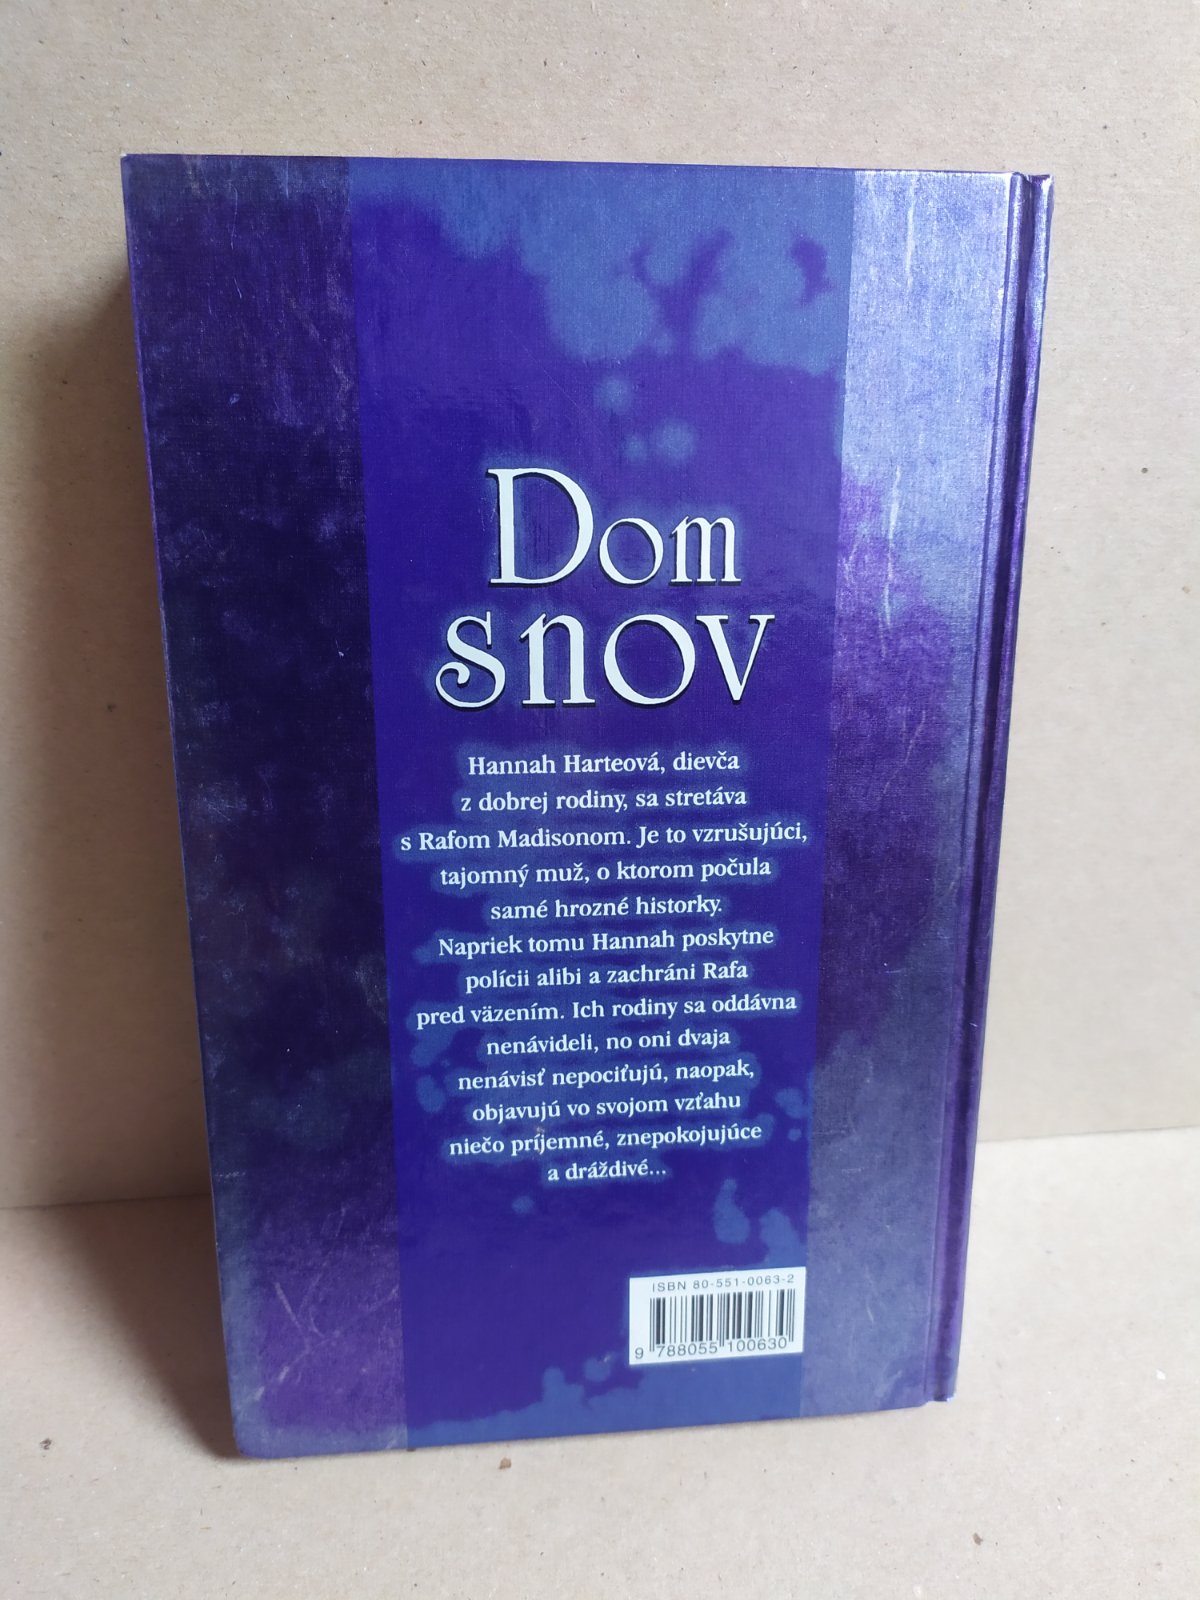 Dom
snov
Hannah Harteová, dievča
z dobrej rodiny, sa stretáva
s Rafom Madisonom. Je to vzrušujúci,
tajomný muž, o ktorom počula
samé hrozné historky.
Napriek tomu Hannah poskytne
polícii alibi a zachráni Rafa
pred väzením. Ich rodiny sa oddávna
nenávideli, no oni dvaja
nenávisť nepociťujú, naopak,
objavujú vo svojom vzťahu
niečo príjemné, znepokojujúce
a dráždivé...
ISBN 80-551-0063-2
9 788055 100630